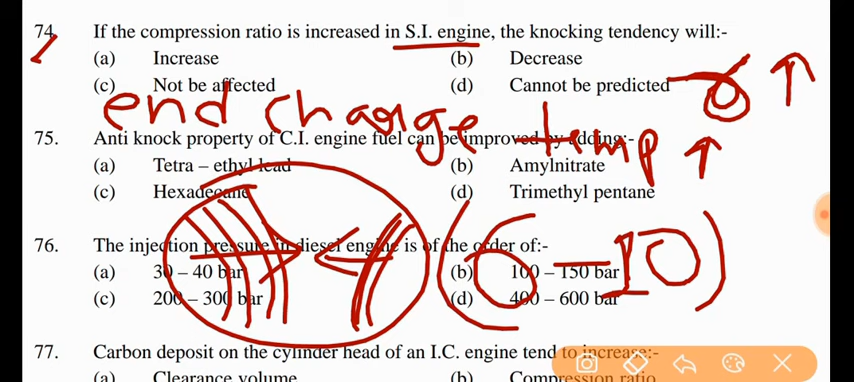 74. If the compression ratio is increased in S.I. engine, the knocking tendency will:-
(a) Increase (b) Decrease
(c) Not be affected (d) Cannot be predicted
end charge temp ↑
75. Anti knock property of C.I. engine fuel can be improved by adding:-
(a) Tetra – ethyl lead (b) Amylnitrate
(c) Hexadecane (d) Trimethyl pentane
76. The injection pressure in diesel engine is of the order of:-
(a) 30 – 40 bar (b) 100 – 150 bar
(c) 200 – 300 bar (d) 400 – 600 bar
(6 – 10)
77. Carbon deposit on the cylinder head of an I.C. engine tend to increase:-
(a) Clearance volume (b) Compression ratio